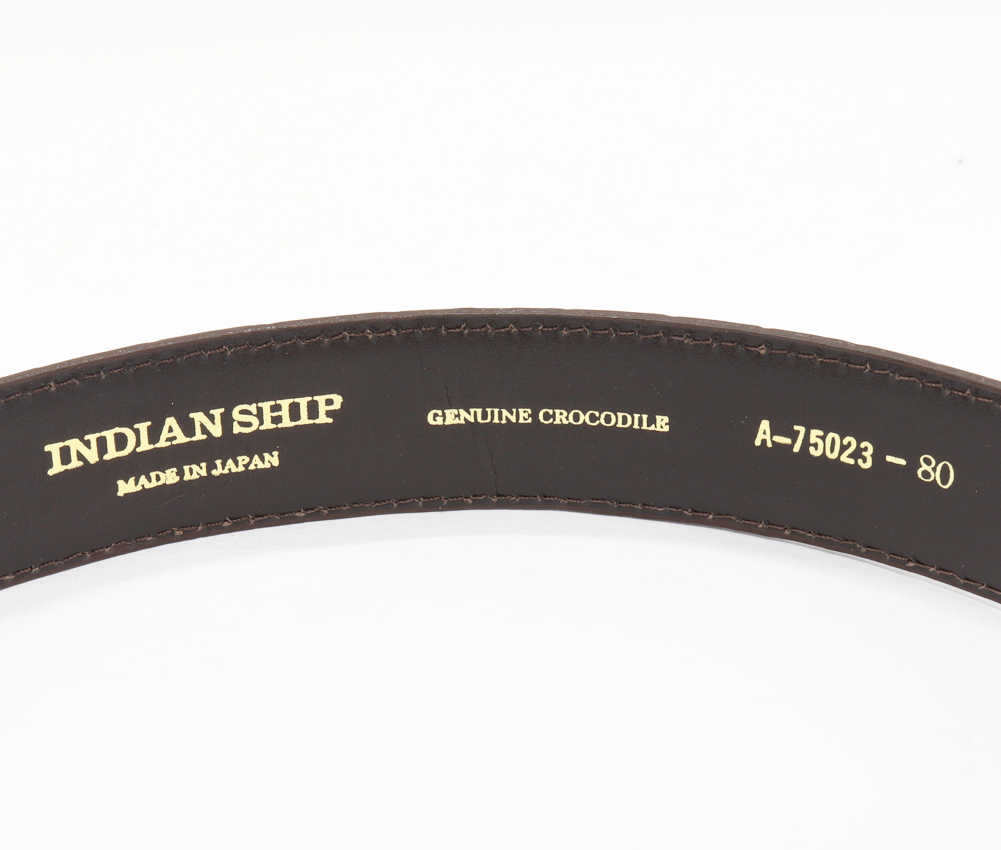 INDIAN SHIP
MADE IN JAPAN
GENUINE CROCODILE
A-75023 - 80